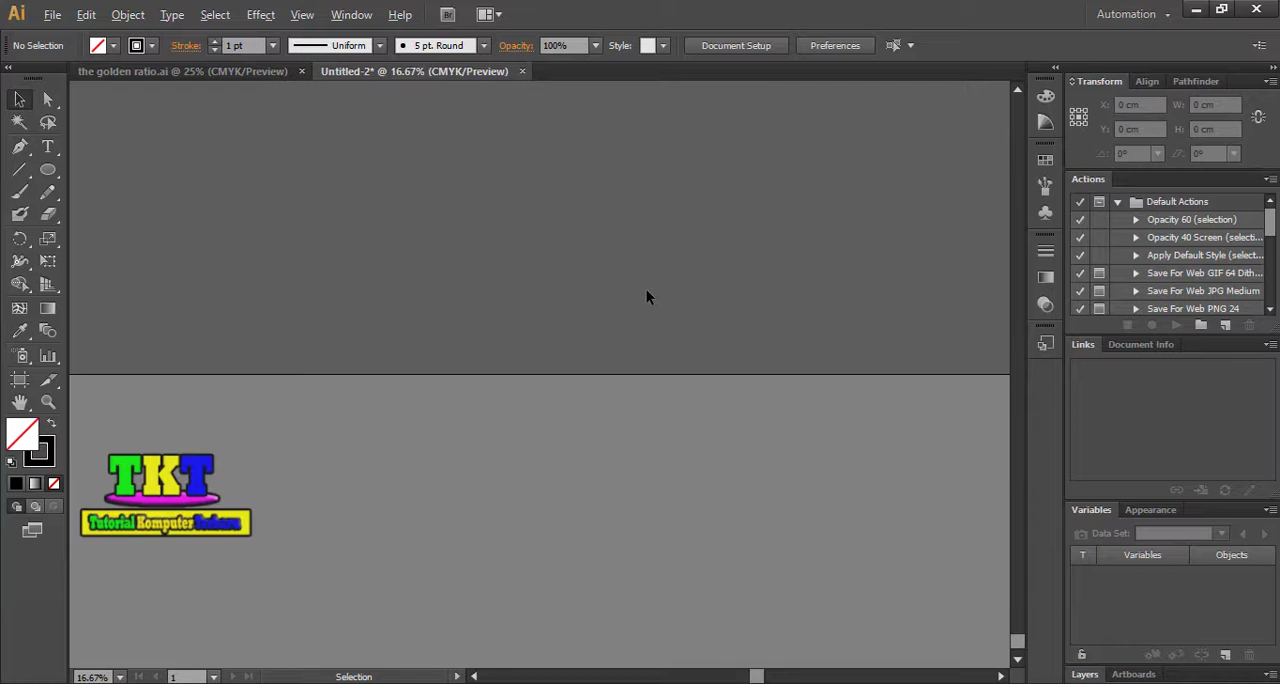 Ai File Edit Object Type Select Effect View Window Help Br Automation
No Selection Stroke: 1 pt Uniform 5 pt. Round Opacity: 100% Style: Document Setup Preferences
the golden ratio.ai @ 25% (CMYK/Preview) Untitled-2* @ 16.67% (CMYK/Preview)
Transform Align Pathfinder
X: 0 cm W: 0 cm
Y: 0 cm H: 0 cm
0° 0°
Actions
Default Actions
Opacity 60 (selection)
Opacity 40 Screen (selecti...
Apply Default Style (select...
Save For Web GIF 64 Dith...
Save For Web JPG Medium
Save For Web PNG 24
Links Document Info
TKT
Tutorial Komputer Terbaru
Variables Appearance
Data Set:
T Variables Objects
Layers Artboards
16.67% 1 Selection